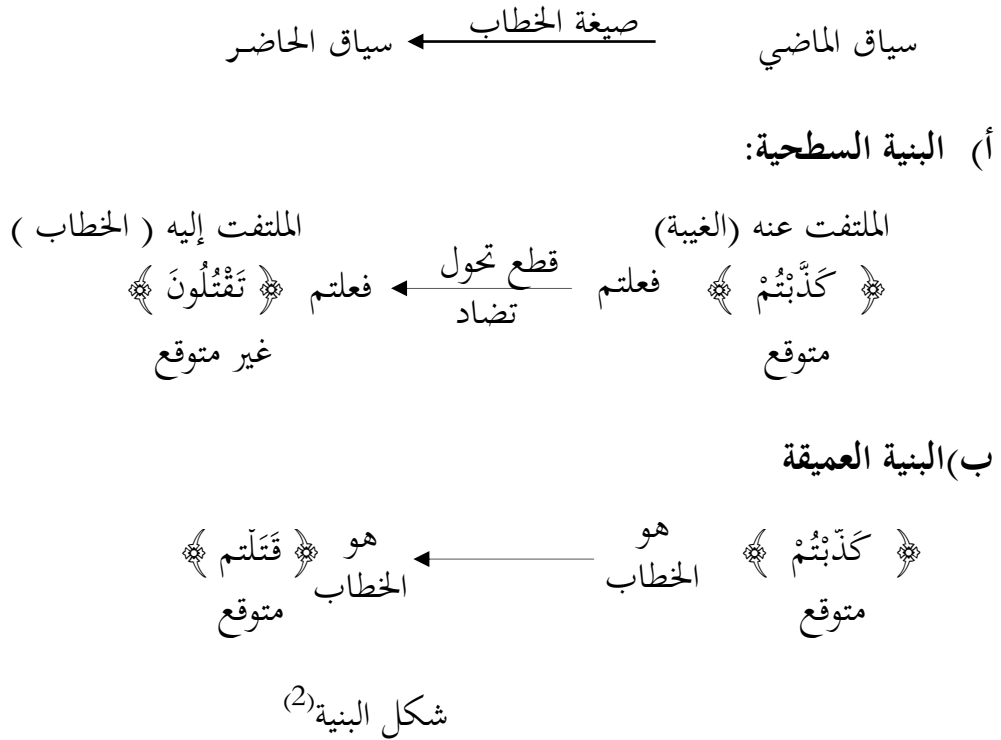 سياق الماضي صيغة الخطاب سياق الحاضر
أ) البنية السطحية:
الملتفت عنه (الغيبة) الملتفت إليه ( الخطاب )
﴿ كَذَّبْتُمْ ﴾ فعلتم قطع تحول فعلتم ﴿ تَقْتُلُونَ ﴾
تضاد
متوقع غير متوقع
ب)البنية العميقة
﴿ كَذّبْتُمْ ﴾ هو هو ﴿ قَتَلْتم ﴾
الخطاب الخطاب
متوقع متوقع
شكل البنية(2)